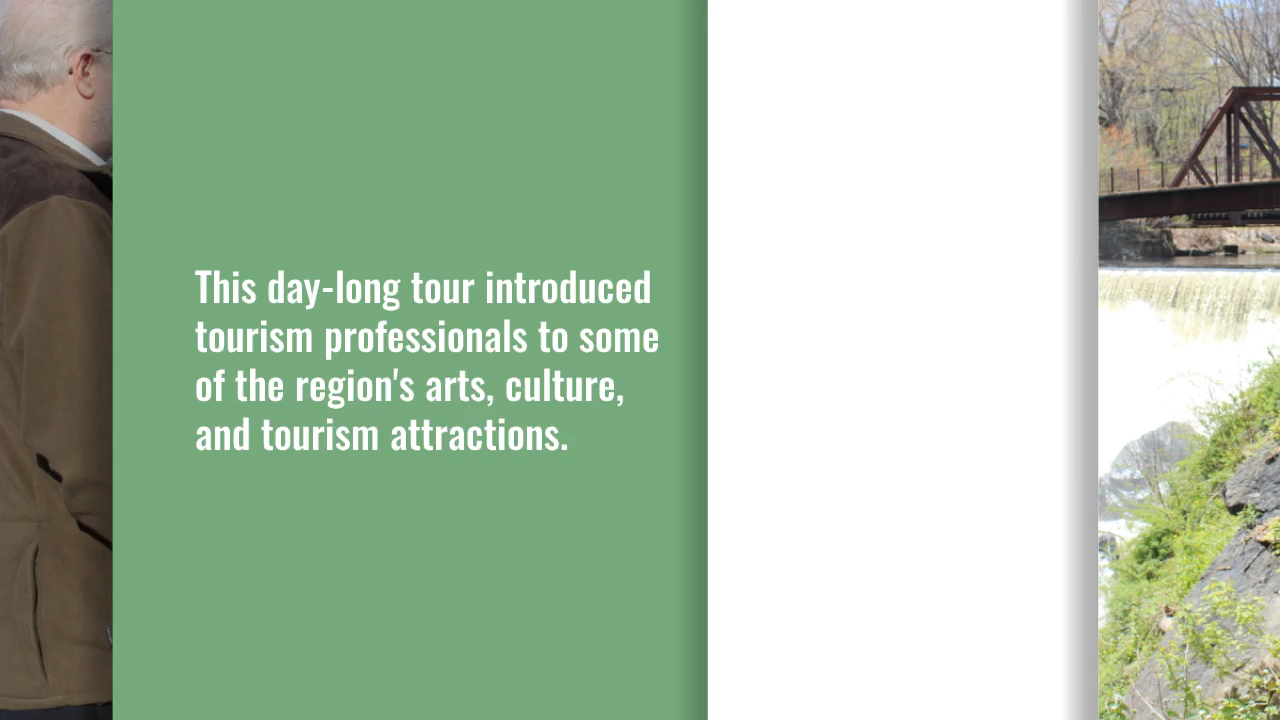 This day-long tour introduced
tourism professionals to some
of the region's arts, culture,
and tourism attractions.